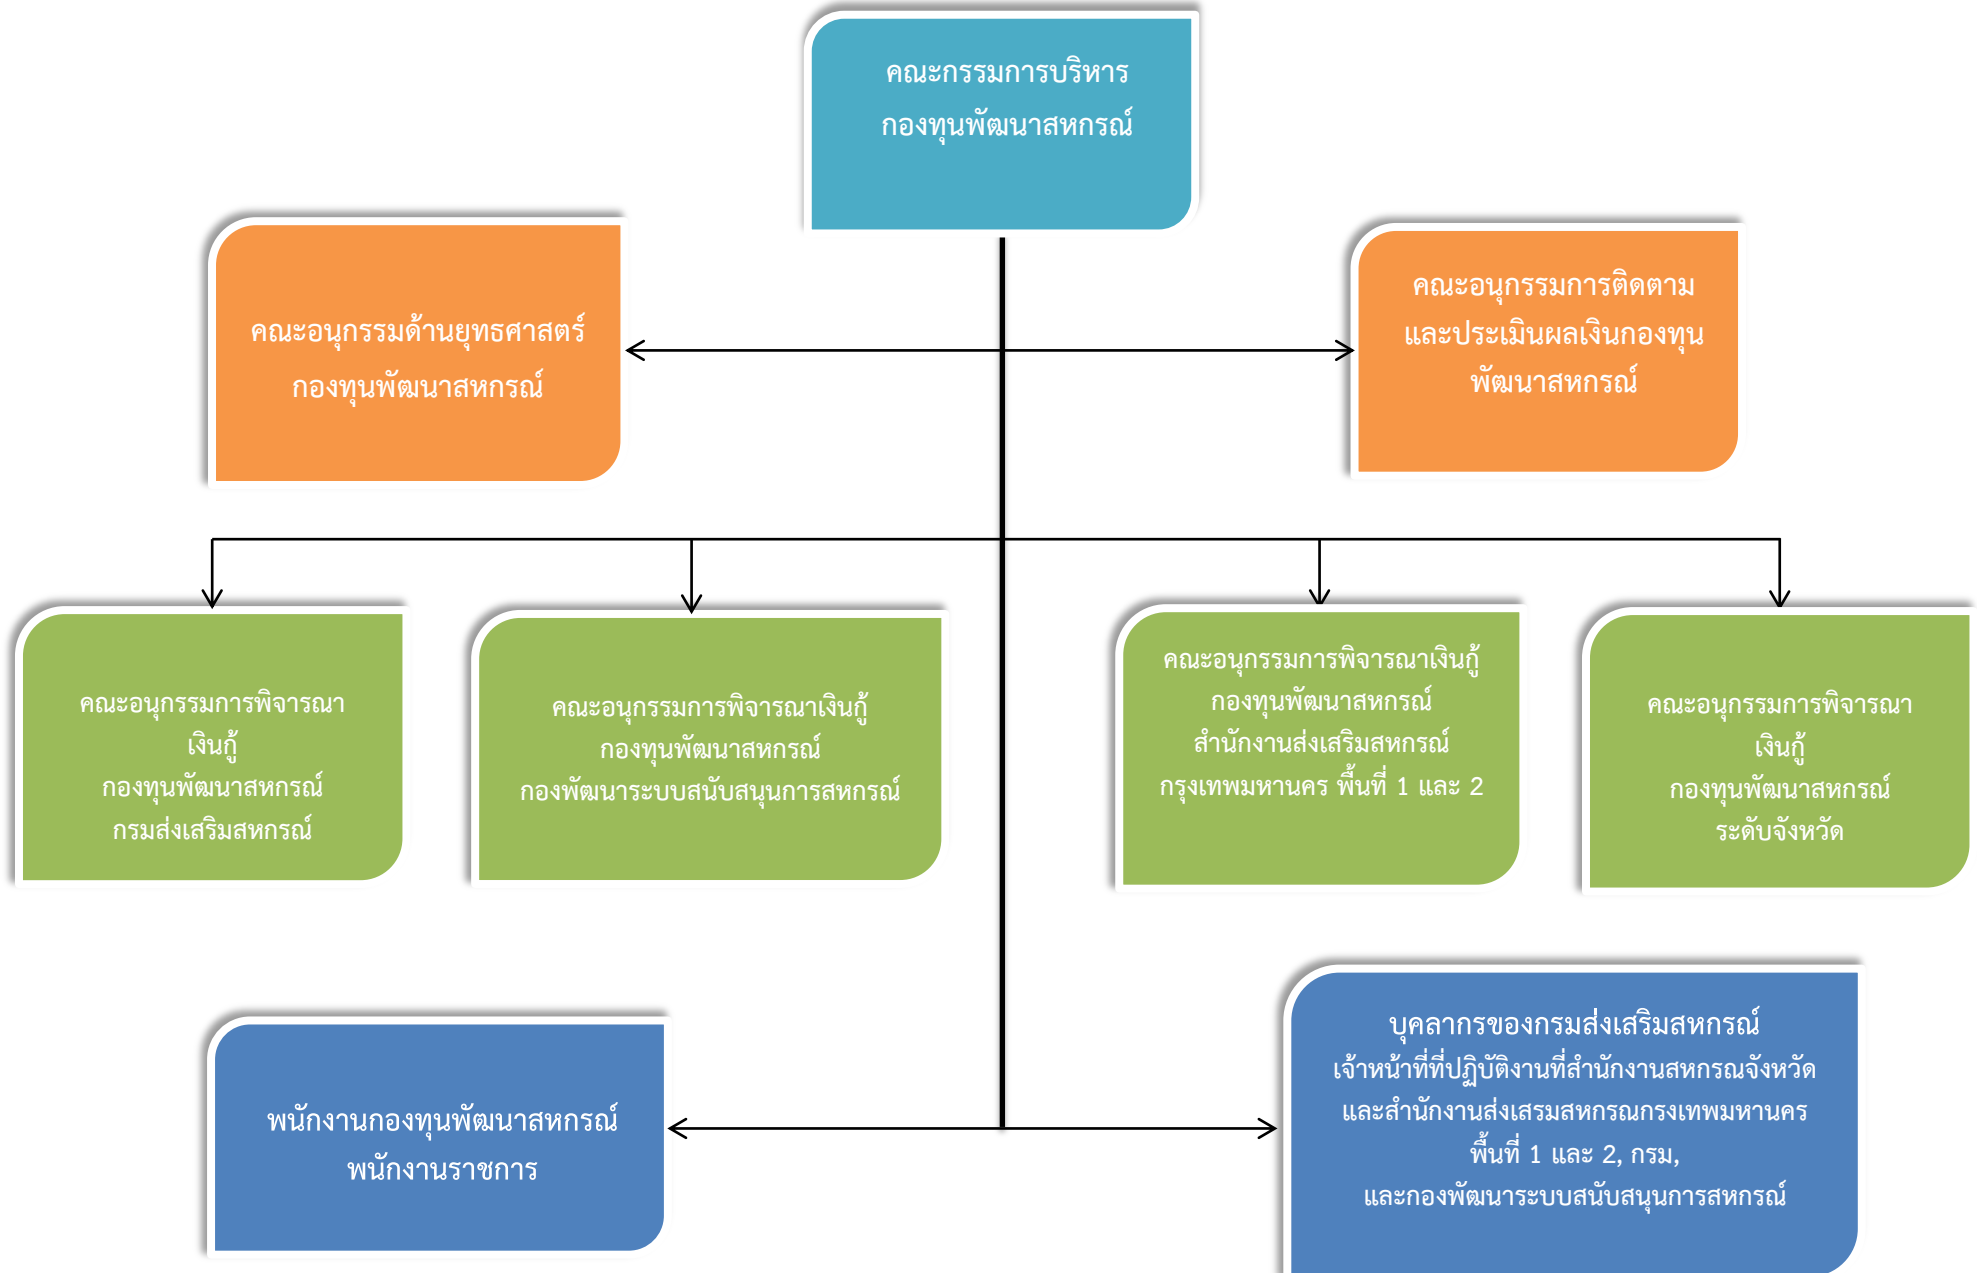 คณะกรรมการบริหาร
กองทุนพัฒนาสหกรณ์
คณะอนุกรรมด้านยุทธศาสตร์
กองทุนพัฒนาสหกรณ์
คณะอนุกรรมการติดตาม
และประเมินผลเงินกองทุน
พัฒนาสหกรณ์
คณะอนุกรรมการพิจารณา
เงินกู้
กองทุนพัฒนาสหกรณ์
กรมส่งเสริมสหกรณ์
คณะอนุกรรมการพิจารณาเงินกู้
กองทุนพัฒนาสหกรณ์
กองพัฒนาระบบสนับสนุนการสหกรณ์
คณะอนุกรรมการพิจารณาเงินกู้
กองทุนพัฒนาสหกรณ์
สำนักงานส่งเสริมสหกรณ์
กรุงเทพมหานคร พื้นที่ 1 และ 2
คณะอนุกรรมการพิจารณา
เงินกู้
กองทุนพัฒนาสหกรณ์
ระดับจังหวัด
พนักงานกองทุนพัฒนาสหกรณ์
พนักงานราชการ
บุคลากรของกรมส่งเสริมสหกรณ์
เจ้าหน้าที่ที่ปฏิบัติงานที่สำนักงานสหกรณจังหวัด
และสำนักงานส่งเสรมสหกรณกรงเทพมหานคร
พื้นที่ 1 และ 2, กรม,
และกองพัฒนาระบบสนับสนุนการสหกรณ์